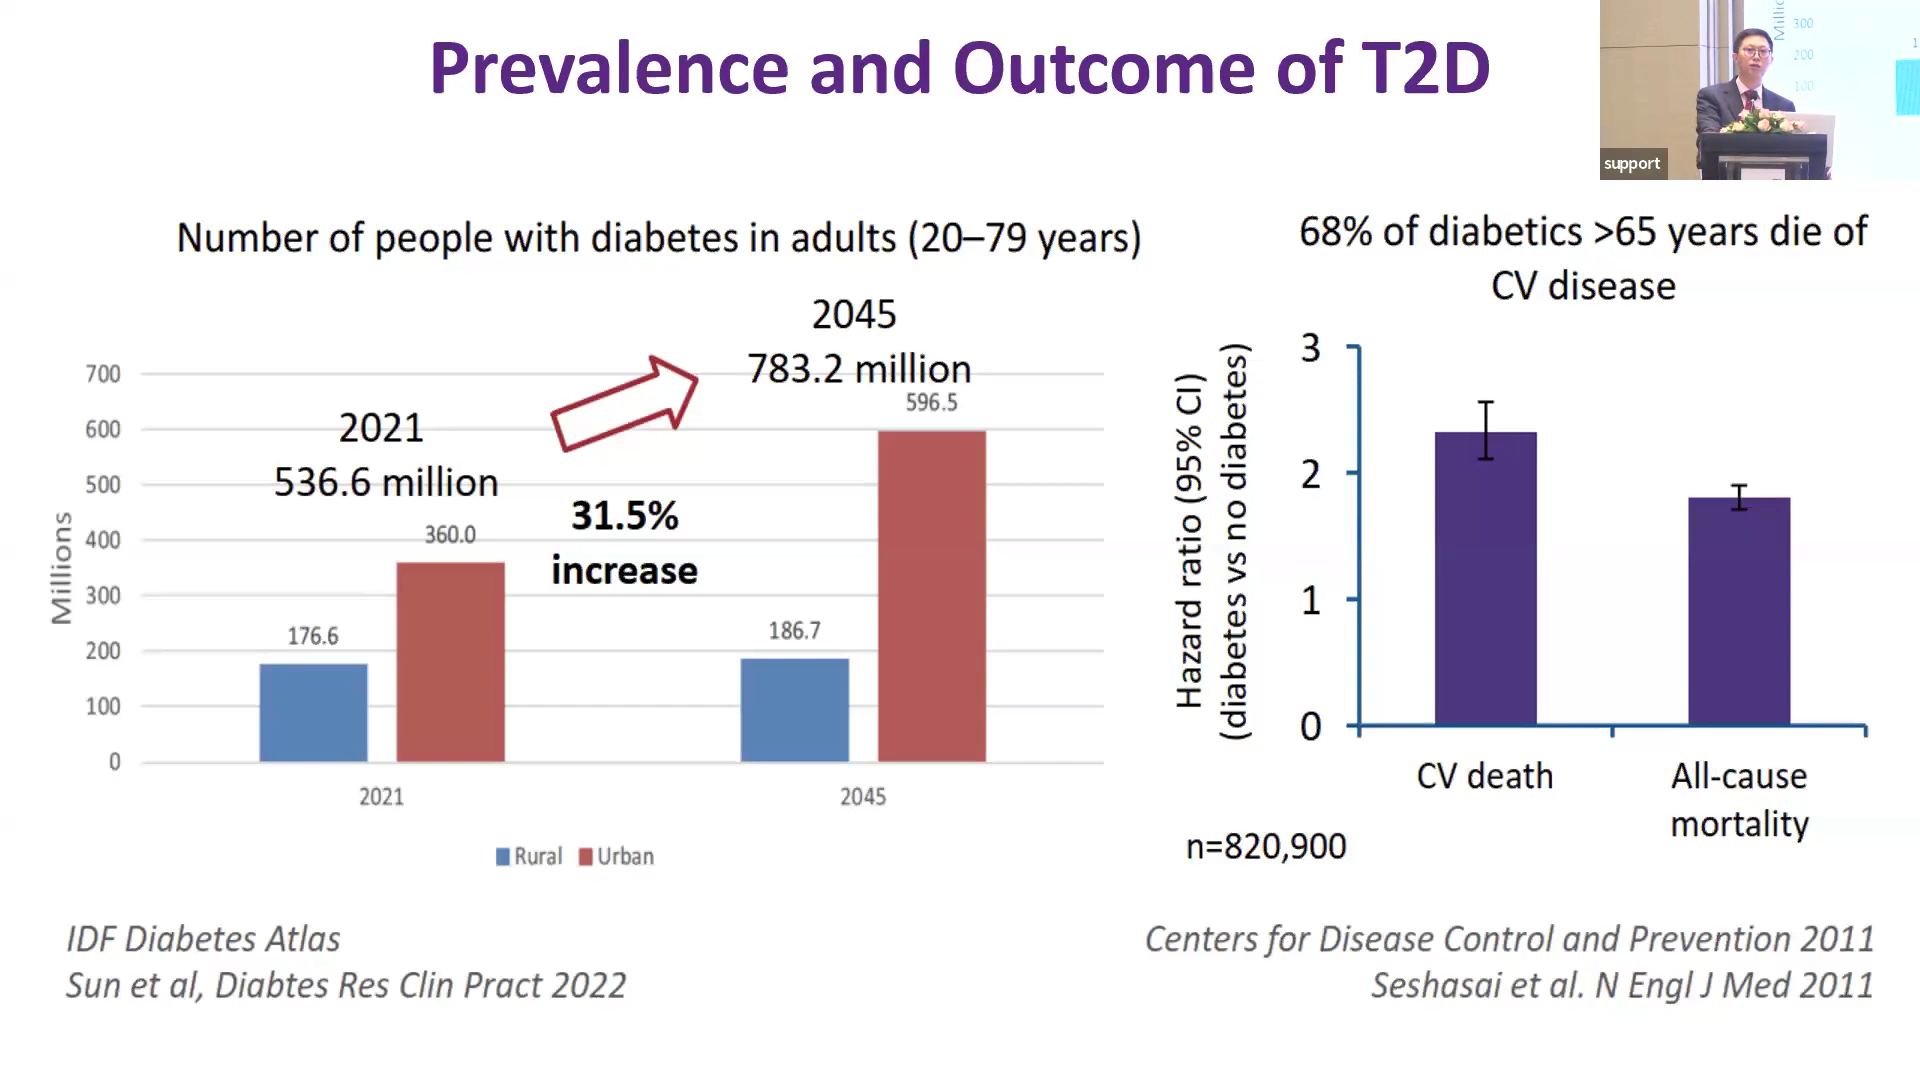 Prevalence and Outcome of T2D
Number of people with diabetes in adults (20–79 years)
2045
783.2 million
2021
536.6 million
31.5%
increase
Millions
700
600
500
400
300
200
100
0
176.6
360.0
186.7
596.5
2021
2045
Rural
Urban
IDF Diabetes Atlas
Sun et al, Diabtes Res Clin Pract 2022
68% of diabetics >65 years die of
CV disease
Hazard ratio (95% CI)
(diabetes vs no diabetes)
3
2
1
0
CV death
All-cause
mortality
n=820,900
Centers for Disease Control and Prevention 2011
Seshasai et al. N Engl J Med 2011
300
200
100
1
support